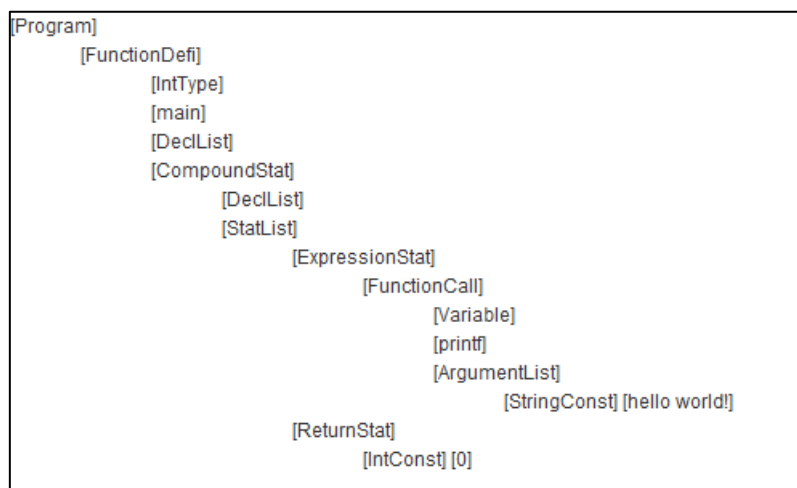 [Program]
[FunctionDefi]
[IntType]
[main]
[DeclList]
[CompoundStat]
[DeclList]
[StatList]
[ExpressionStat]
[FunctionCall]
[Variable]
[printf]
[ArgumentList]
[StringConst] [hello world!]
[ReturnStat]
[IntConst] [0]